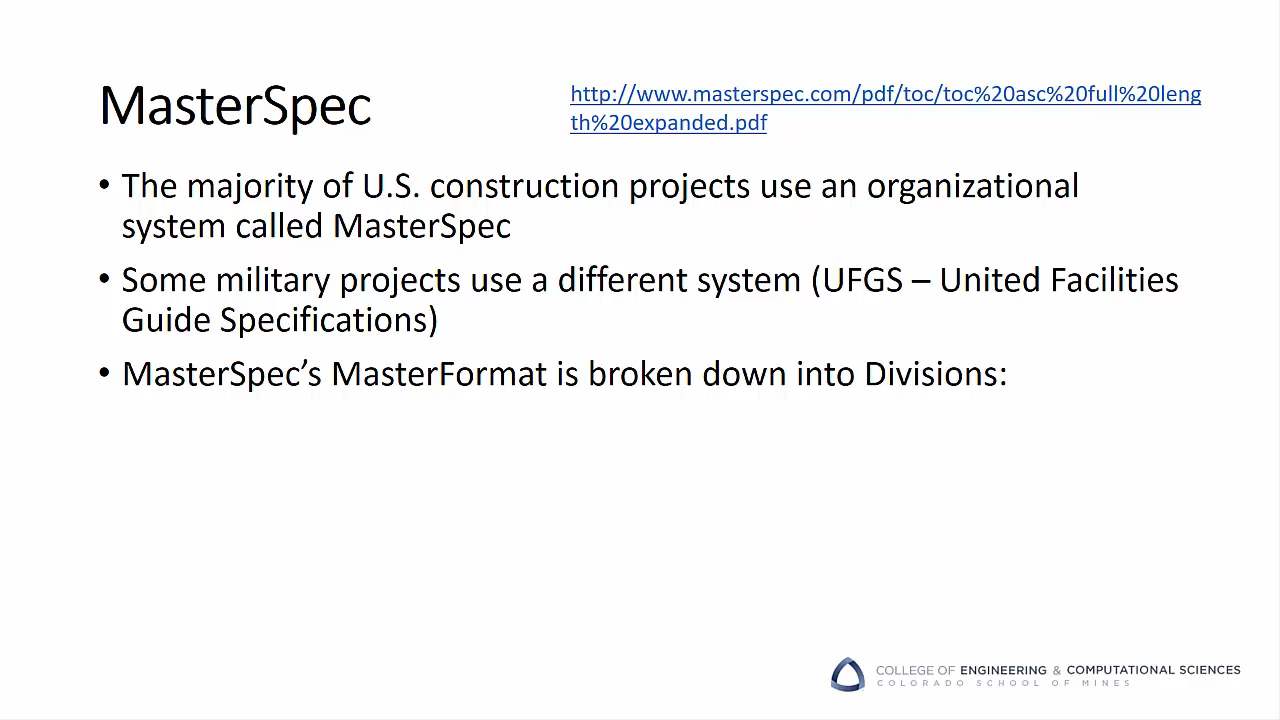 MasterSpec
http://www.masterspec.com/pdf/toc/toc%20asc%20full%20leng
th%20expanded.pdf
• The majority of U.S. construction projects use an organizational
system called MasterSpec
• Some military projects use a different system (UFGS – United Facilities
Guide Specifications)
• MasterSpec’s MasterFormat is broken down into Divisions:
COLLEGE OF ENGINEERING & COMPUTATIONAL SCIENCES
COLORADO SCHOOL OF MINES